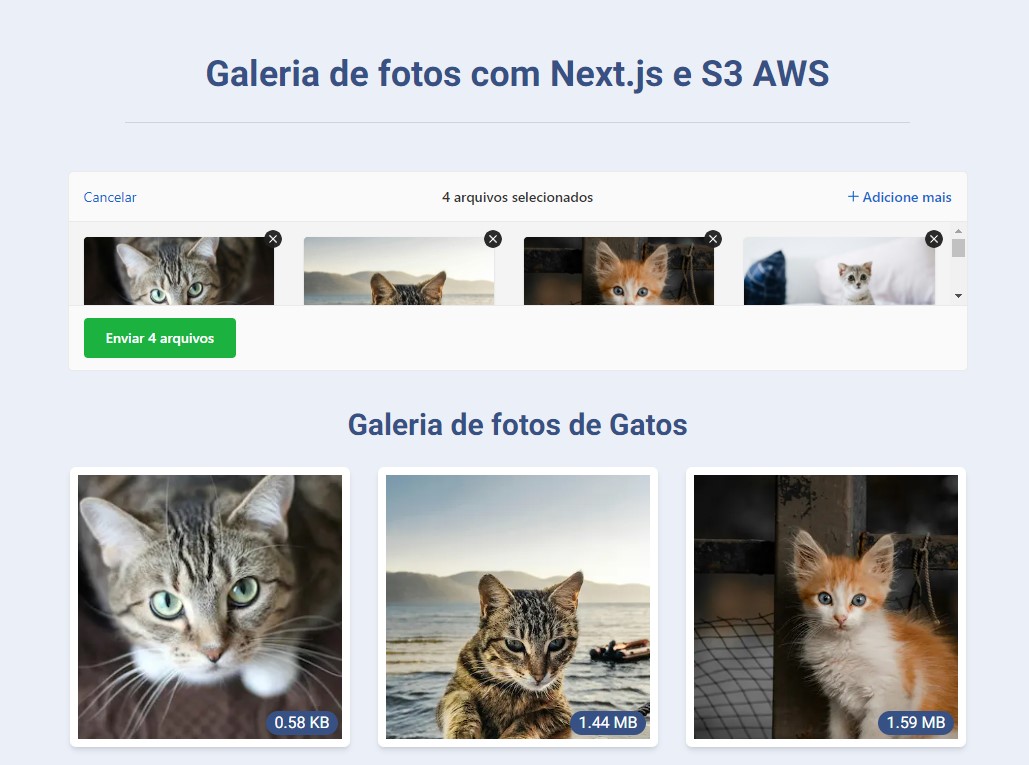 Galeria de fotos com Next.js e S3 AWS
Cancelar
4 arquivos selecionados
+ Adicione mais
Enviar 4 arquivos
Galeria de fotos de Gatos
0.58 KB
1.44 MB
1.59 MB